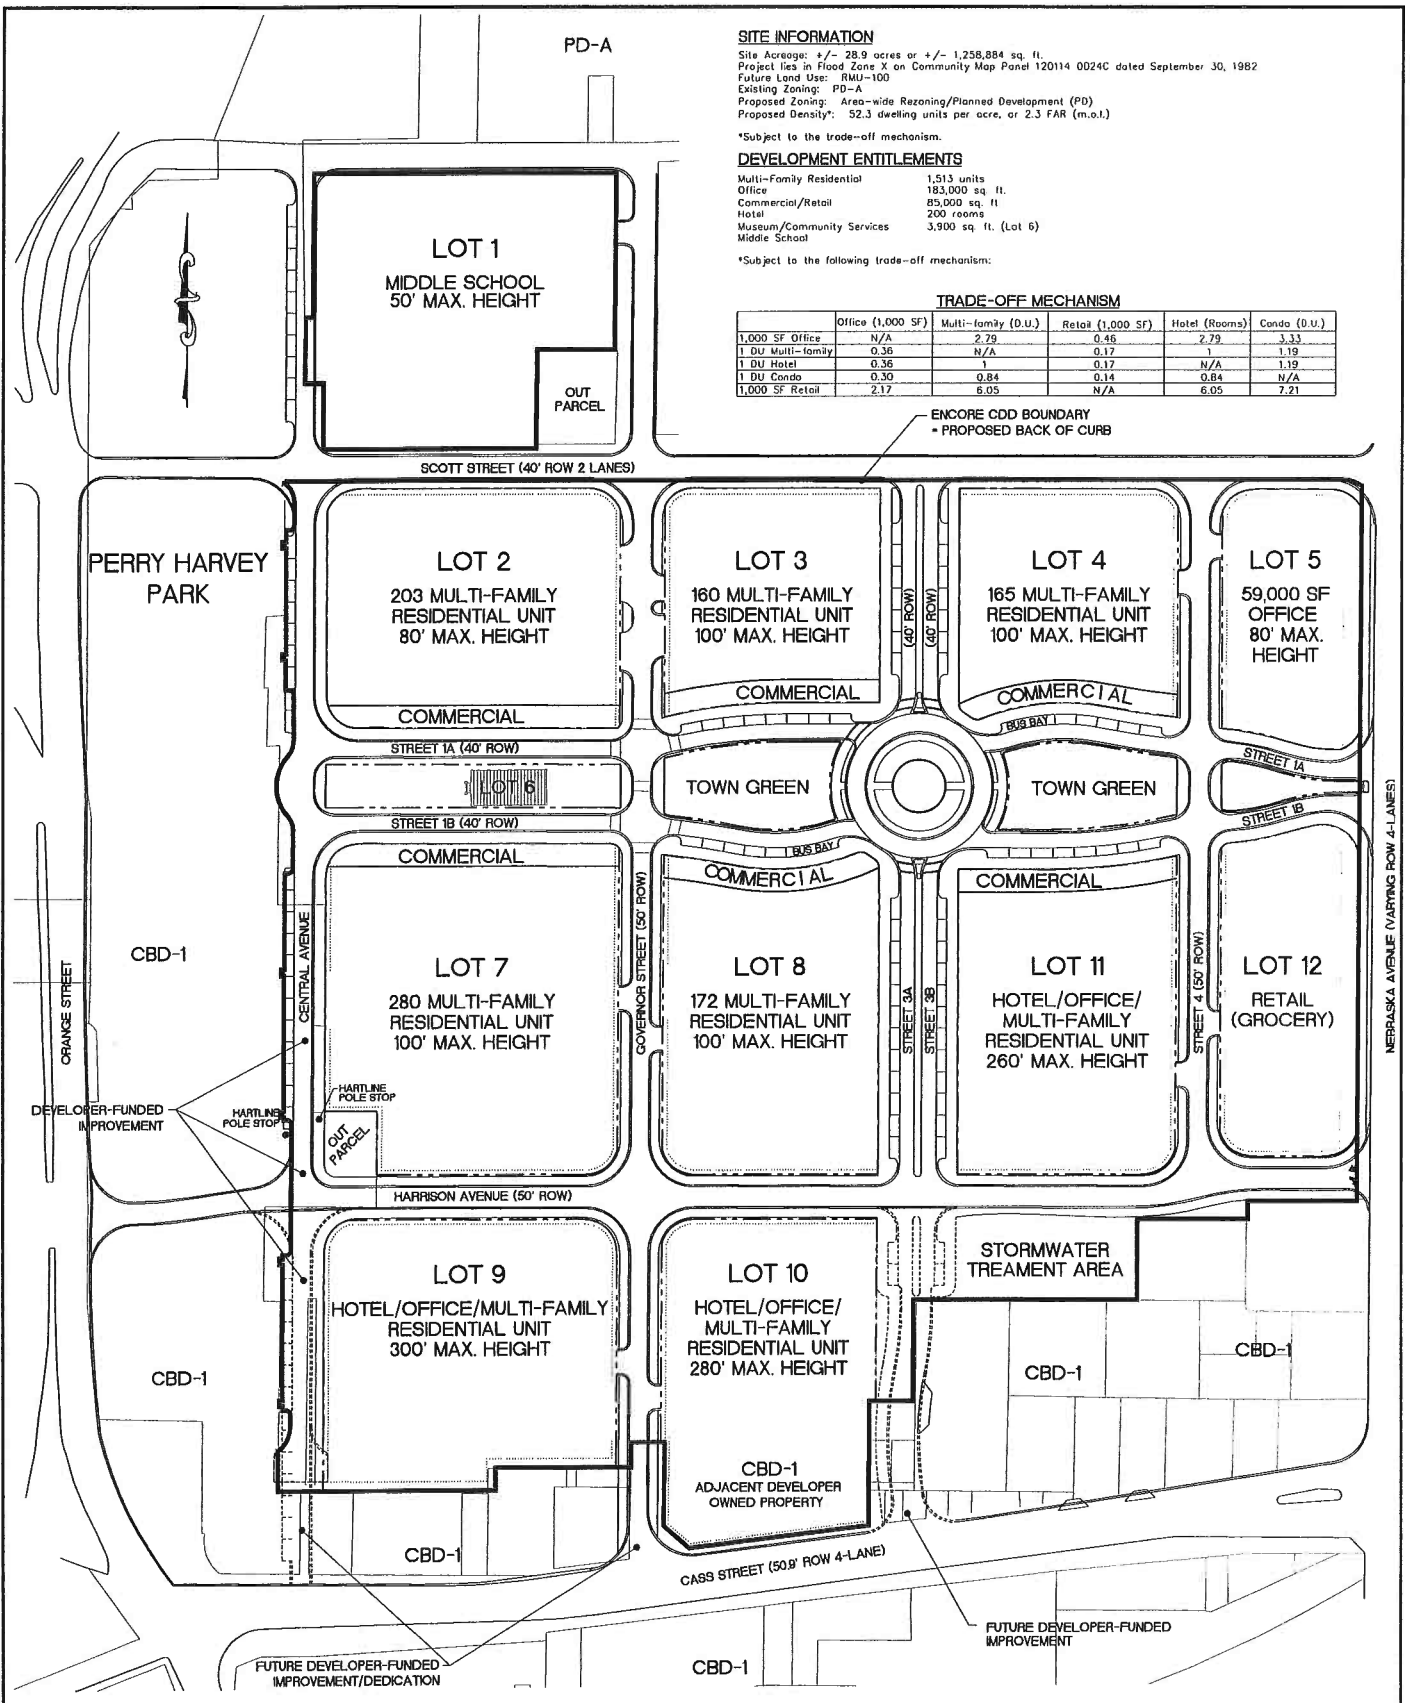 PD-A
SITE INFORMATION
Site Acreage: +/- 28.9 acres or +/- 1,258,884 sq. ft.
Project lies in Flood Zone X on Community Map Panel 120114 0024C dated September 30, 1982
Future Land Use: RMU-100
Existing Zoning: PD-A
Proposed Zoning: Area-wide Rezoning/Planned Development (PD)
Proposed Density*: 52.3 dwelling units per acre, or 2.3 FAR (m.o.l.)
*Subject to the trade-off mechanism.
DEVELOPMENT ENTITLEMENTS
Multi-Family Residential 1,513 units
Office 183,000 sq. ft.
Commercial/Retail 85,000 sq. ft
Hotel 200 rooms
Museum/Community Services 3,900 sq. ft. (Lot 6)
Middle School
*Subject to the following trade-off mechanism:
TRADE-OFF MECHANISM
Office (1,000 SF) Multi-family (D.U.) Retail (1,000 SF) Hotel (Rooms) Condo (D.U.)
1,000 SF Office N/A 2.79 0.46 2.79 3.33
1 DU Multi-family 0.36 N/A 0.17 1 1.19
1 DU Hotel 0.36 1 0.17 N/A 1.19
1 DU Condo 0.30 0.84 0.14 0.84 N/A
1,000 SF Retail 2.17 6.05 N/A 6.05 7.21
LOT 1
MIDDLE SCHOOL
50' MAX. HEIGHT
OUT
PARCEL
ENCORE CDD BOUNDARY
= PROPOSED BACK OF CURB
SCOTT STREET (40' ROW 2 LANES)
PERRY HARVEY
PARK
LOT 2
203 MULTI-FAMILY
RESIDENTIAL UNIT
80' MAX. HEIGHT
COMMERCIAL
LOT 3
160 MULTI-FAMILY
RESIDENTIAL UNIT
100' MAX. HEIGHT
COMMERCIAL
(40' ROW)
(40' ROW)
LOT 4
165 MULTI-FAMILY
RESIDENTIAL UNIT
100' MAX. HEIGHT
COMMERCIAL
BUS BAY
LOT 5
59,000 SF
OFFICE
80' MAX.
HEIGHT
STREET 1A (40' ROW)
LOT 6
STREET 1B (40' ROW)
TOWN GREEN
TOWN GREEN
STREET 1A
STREET 1B
NEBRASKA AVENUE (VARYING ROW 4-LANES)
BUS BAY
COMMERCIAL
COMMERCIAL
COMMERCIAL
CBD-1
ORANGE STREET
CENTRAL AVENUE
LOT 7
280 MULTI-FAMILY
RESIDENTIAL UNIT
100' MAX. HEIGHT
GOVERNOR STREET (50' ROW)
LOT 8
172 MULTI-FAMILY
RESIDENTIAL UNIT
100' MAX. HEIGHT
STREET 3A
STREET 3B
LOT 11
HOTEL/OFFICE/
MULTI-FAMILY
RESIDENTIAL UNIT
260' MAX. HEIGHT
STREET 4 (50' ROW)
LOT 12
RETAIL
(GROCERY)
DEVELOPER-FUNDED
IMPROVEMENT
HARTLINE
POLE STOP
HARTLINE
POLE STOP
OUT
PARCEL
HARRISON AVENUE (50' ROW)
LOT 9
HOTEL/OFFICE/MULTI-FAMILY
RESIDENTIAL UNIT
300' MAX. HEIGHT
LOT 10
HOTEL/OFFICE/
MULTI-FAMILY
RESIDENTIAL UNIT
280' MAX. HEIGHT
STORMWATER
TREAMENT AREA
CBD-1
CBD-1
CBD-1
CBD-1
ADJACENT DEVELOPER
OWNED PROPERTY
CBD-1
CASS STREET (50.9' ROW 4-LANE)
FUTURE DEVELOPER-FUNDED
IMPROVEMENT
FUTURE DEVELOPER-FUNDED
IMPROVEMENT/DEDICATION
CBD-1